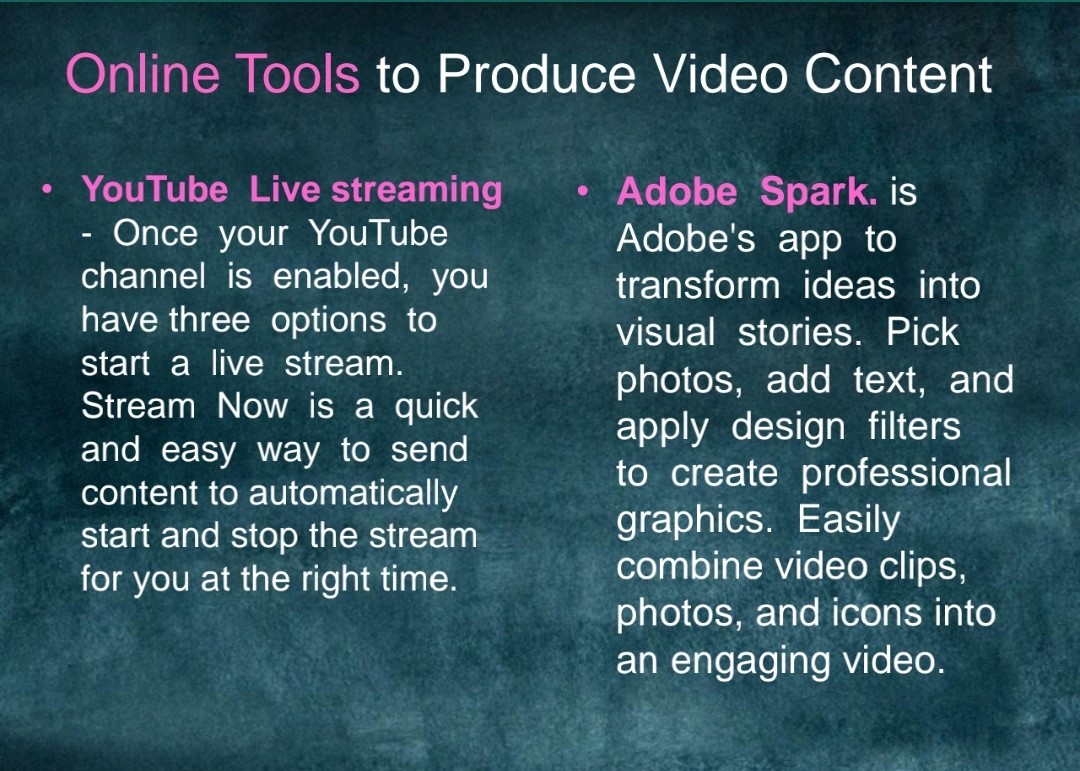 Online Tools to Produce Video Content
• YouTube Live streaming
- Once your YouTube
channel is enabled, you
have three options to
start a live stream.
Stream Now is a quick
and easy way to send
content to automatically
start and stop the stream
for you at the right time.
• Adobe Spark. is
Adobe's app to
transform ideas into
visual stories. Pick
photos, add text, and
apply design filters
to create professional
graphics. Easily
combine video clips,
photos, and icons into
an engaging video.